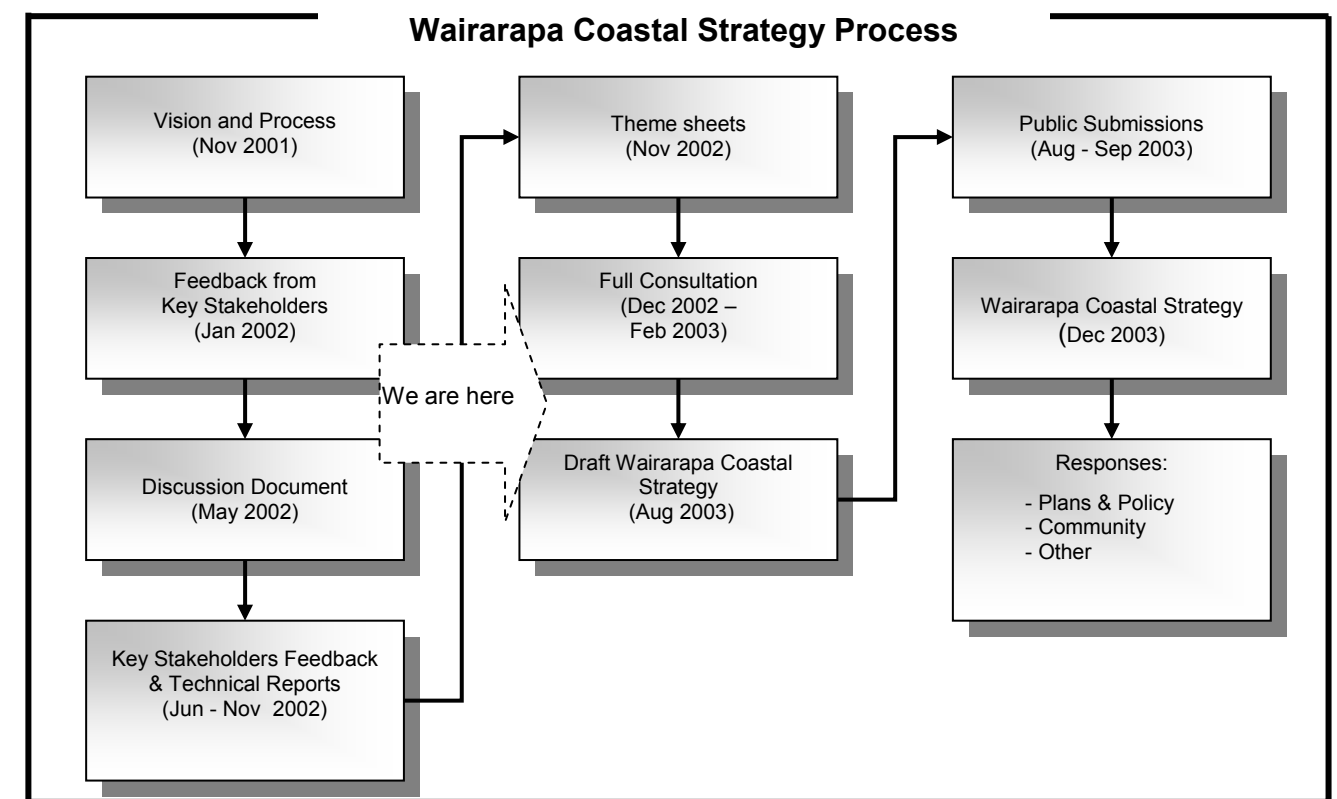 Wairarapa Coastal Strategy Process
Vision and Process
(Nov 2001)
Feedback from
Key Stakeholders
(Jan 2002)
Discussion Document
(May 2002)
Key Stakeholders Feedback
& Technical Reports
(Jun - Nov 2002)
We are here
Theme sheets
(Nov 2002)
Full Consultation
(Dec 2002 –
Feb 2003)
Draft Wairarapa Coastal
Strategy
(Aug 2003)
Public Submissions
(Aug - Sep 2003)
Wairarapa Coastal Strategy
(Dec 2003)
Responses:
- Plans & Policy
- Community
- Other